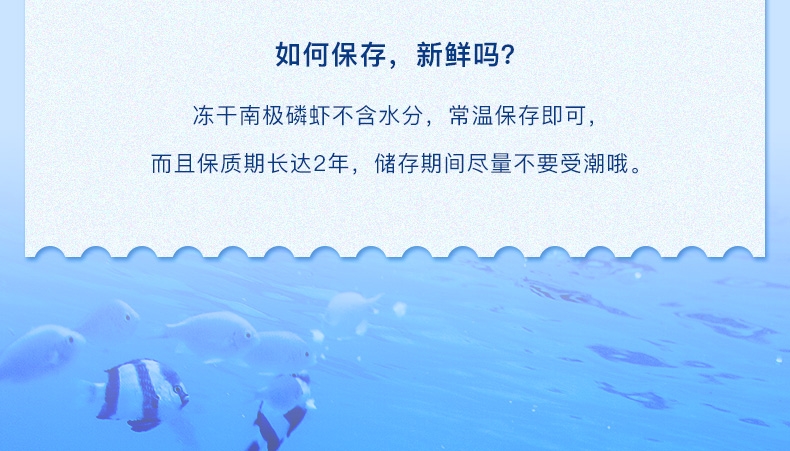 如何保存，新鲜吗？
冻干南极磷虾不含水分，常温保存即可，
而且保质期长达2年，储存期间尽量不要受潮哦。